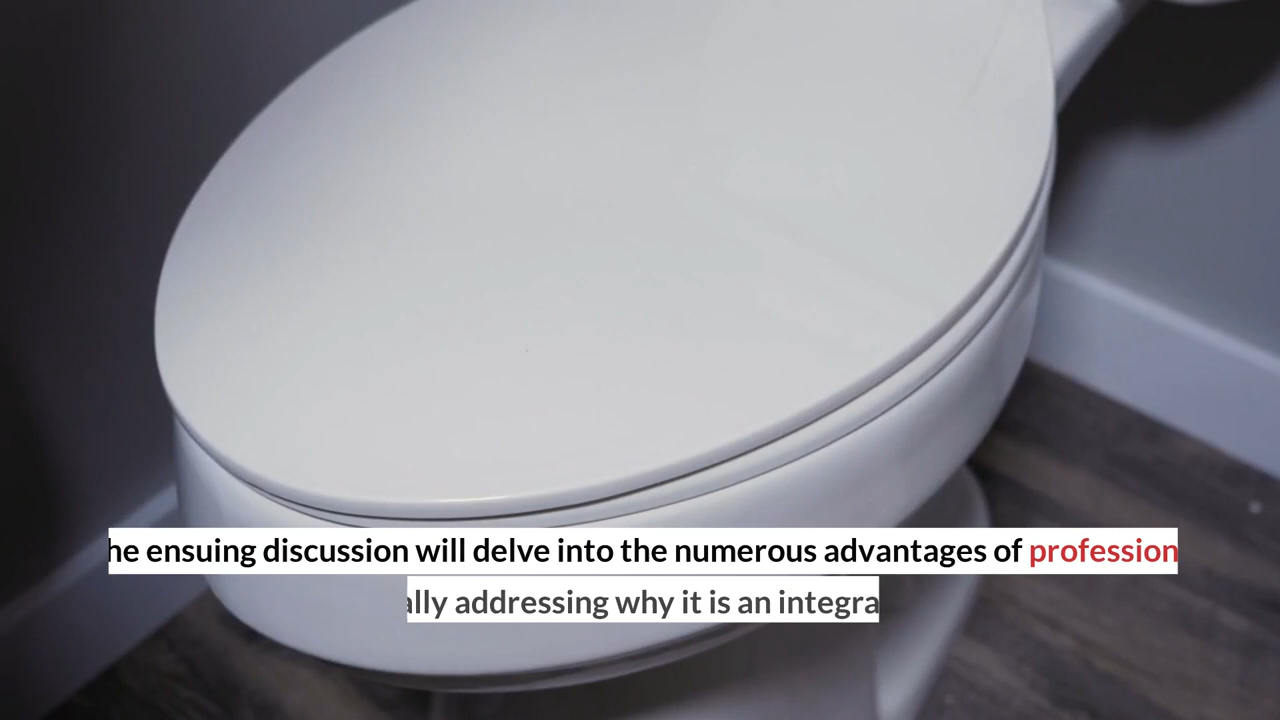 he ensuing discussion will delve into the numerous advantages of profession
ally addressing why it is an integra